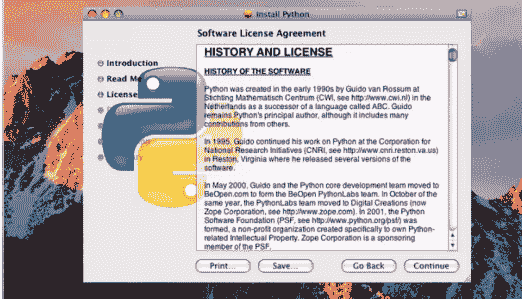 Install Python
Software License Agreement
Introduction
Read Me
License
HISTORY AND LICENSE
HISTORY OF THE SOFTWARE
Python was created in the early 1990s by Guido van Rossum at
Stichting Mathematisch Centrum (CWI, see http://www.cwi.nl) in the
Netherlands as a successor of a language called ABC. Guido
remains Python's principal author, although it includes many
contributions from others.
In 1995, Guido continued his work on Python at the Corporation for
National Research Initiatives (CNRI, see http://www.cnri.reston.va.us)
in Reston, Virginia where he released several versions of the
software.
In May 2000, Guido and the Python core development team moved to
BeOpen.com to form the BeOpen PythonLabs team. In October of the
same year, the PythonLabs team moved to Digital Creations (now
Zope Corporation, see http://www.zope.com). In 2001, the Python
Software Foundation (PSF, see http://www.python.org/psf/) was
formed, a non-profit organization created specifically to own Python-
related Intellectual Property. Zope Corporation is a sponsoring
member of the PSF.
Print...
Save...
Go Back
Continue